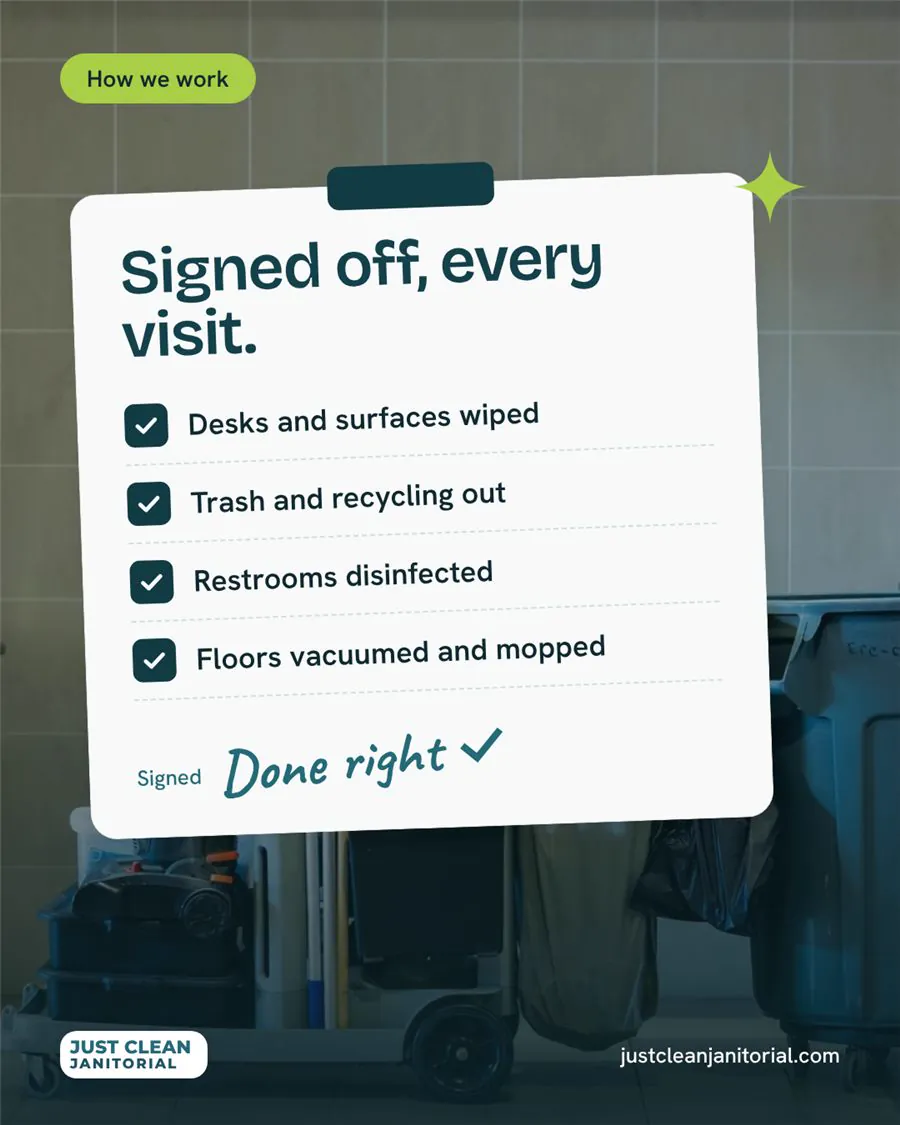 How we work
Signed off, every
visit.
Desks and surfaces wiped
Trash and recycling out
Restrooms disinfected
Floors vacuumed and mopped
Signed Done right
JUST CLEAN
JANITORIAL
justcleanjanitorial.com